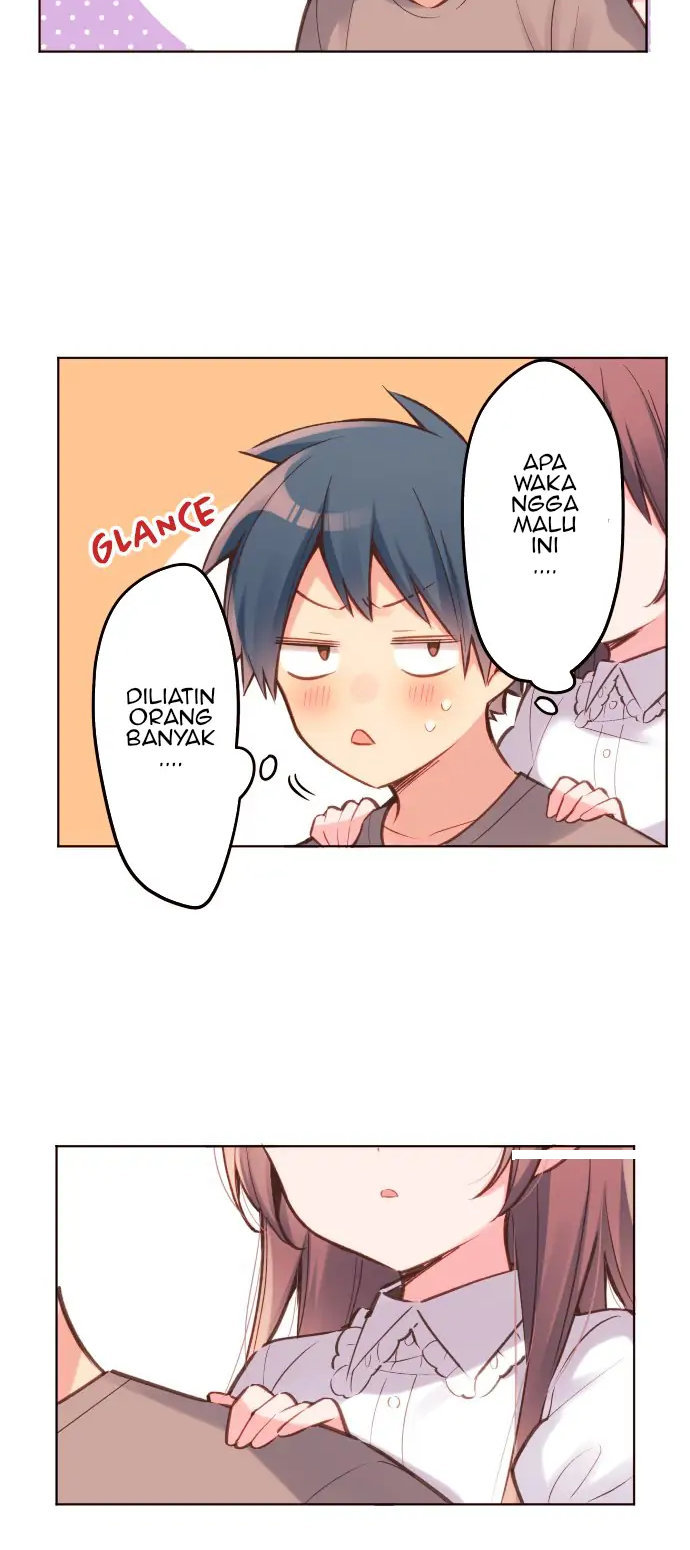 APA
WAKA
NGGA
MALU
INI
....
GLANCE
DILIATIN
ORANG
BANYAK
....